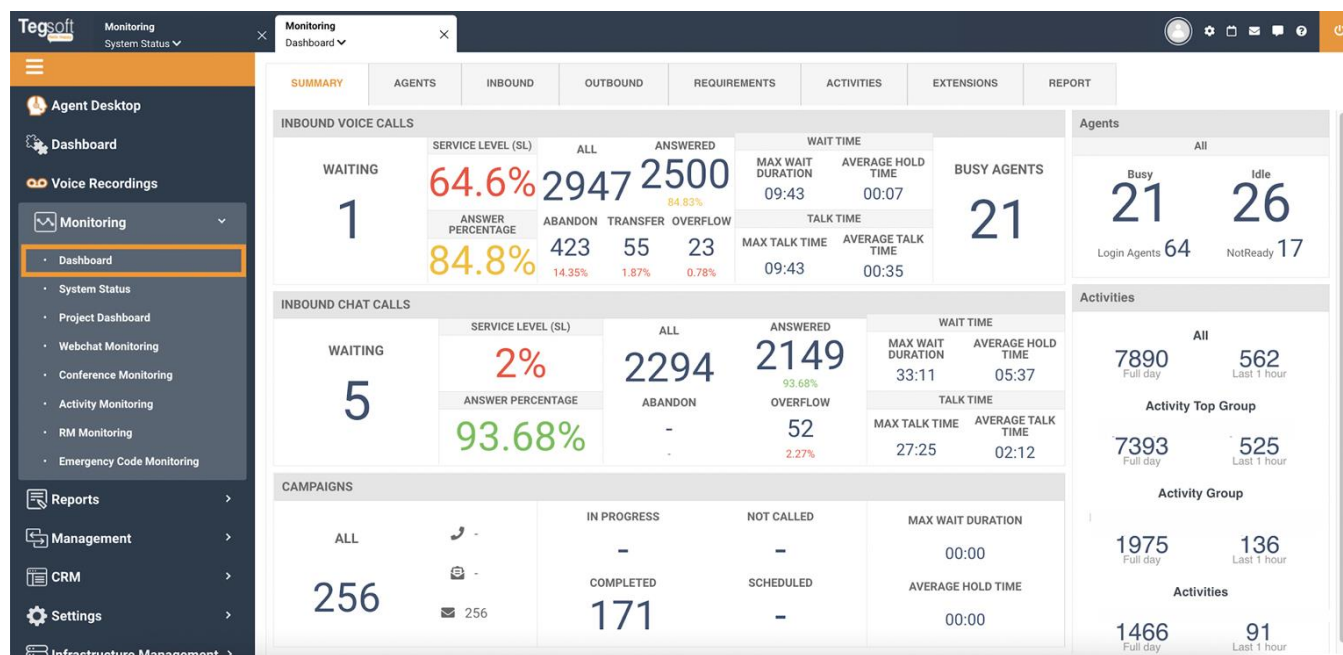 Tegsoft
Monitoring
System Status
Monitoring
Dashboard
Agent Desktop
Dashboard
Voice Recordings
Monitoring
Dashboard
System Status
Project Dashboard
Webchat Monitoring
Conference Monitoring
Activity Monitoring
RM Monitoring
Emergency Code Monitoring
Reports
Management
CRM
Settings
Infrastructure Management
SUMMARY AGENTS INBOUND OUTBOUND REQUIREMENTS ACTIVITIES EXTENSIONS REPORT
INBOUND VOICE CALLS
WAITING
1
SERVICE LEVEL (SL)
64.6%
ANSWER
PERCENTAGE
84.8%
ALL
2947
ANSWERED
2500
84.83%
ABANDON TRANSFER OVERFLOW
423 55 23
14.35% 1.87% 0.78%
WAIT TIME
MAX WAIT
DURATION
09:43
AVERAGE HOLD
TIME
00:07
TALK TIME
MAX TALK TIME
09:43
AVERAGE TALK
TIME
00:35
BUSY AGENTS
21
INBOUND CHAT CALLS
WAITING
5
SERVICE LEVEL (SL)
2%
ANSWER PERCENTAGE
93.68%
ALL
2294
ANSWERED
2149
93.68%
ABANDON
-
-
OVERFLOW
52
2.27%
WAIT TIME
MAX WAIT
DURATION
33:11
AVERAGE HOLD
TIME
05:37
TALK TIME
MAX TALK TIME
27:25
AVERAGE TALK
TIME
02:12
CAMPAIGNS
ALL
256
-
-
256
IN PROGRESS
-
COMPLETED
171
NOT CALLED
-
SCHEDULED
-
MAX WAIT DURATION
00:00
AVERAGE HOLD TIME
00:00
Agents
All
Busy Idle
21 26
Login Agents 64 NotReady 17
Activities
All
7890 562
Full day Last 1 hour
Activity Top Group
7393 525
Full day Last 1 hour
Activity Group
1975 136
Full day Last 1 hour
Activities
1466 91
Full day Last 1 hour